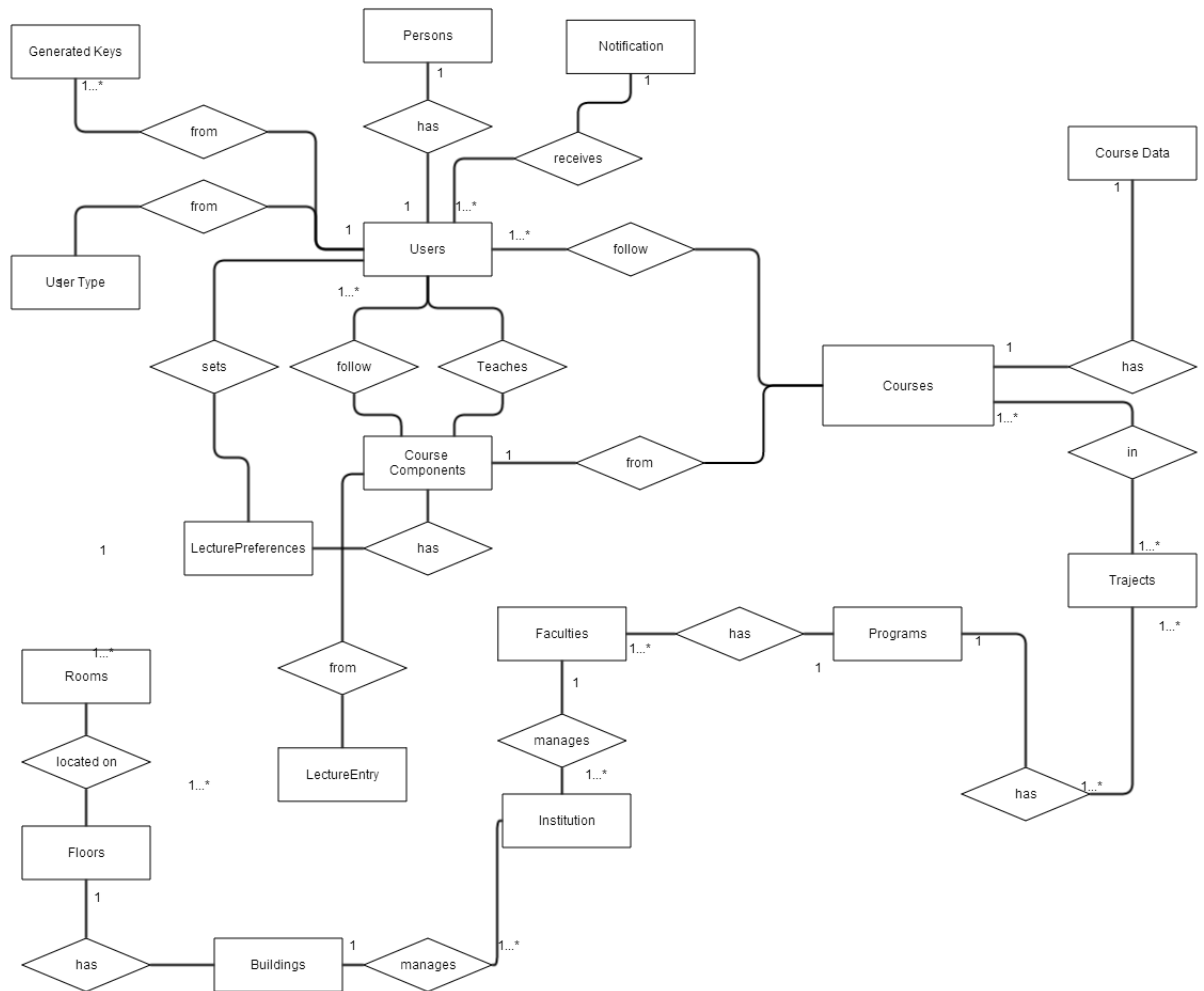 Persons
Notification
Generated Keys
1
1
1...*
has
from
receives
Course Data
1
from
1
1...*
1
1...*
Users
follow
User Type
1
1...*
sets
follow
Teaches
1
Courses
has
1...*
Course
Components
1
from
in
LecturePreferences
has
1
1...*
Trajects
Faculties
has
Programs
1...*
1...*
1
1
1...*
Rooms
from
1
manages
located on
LectureEntry
1...*
1...*
has
1...*
Institution
Floors
1
1
1...*
has
Buildings
manages